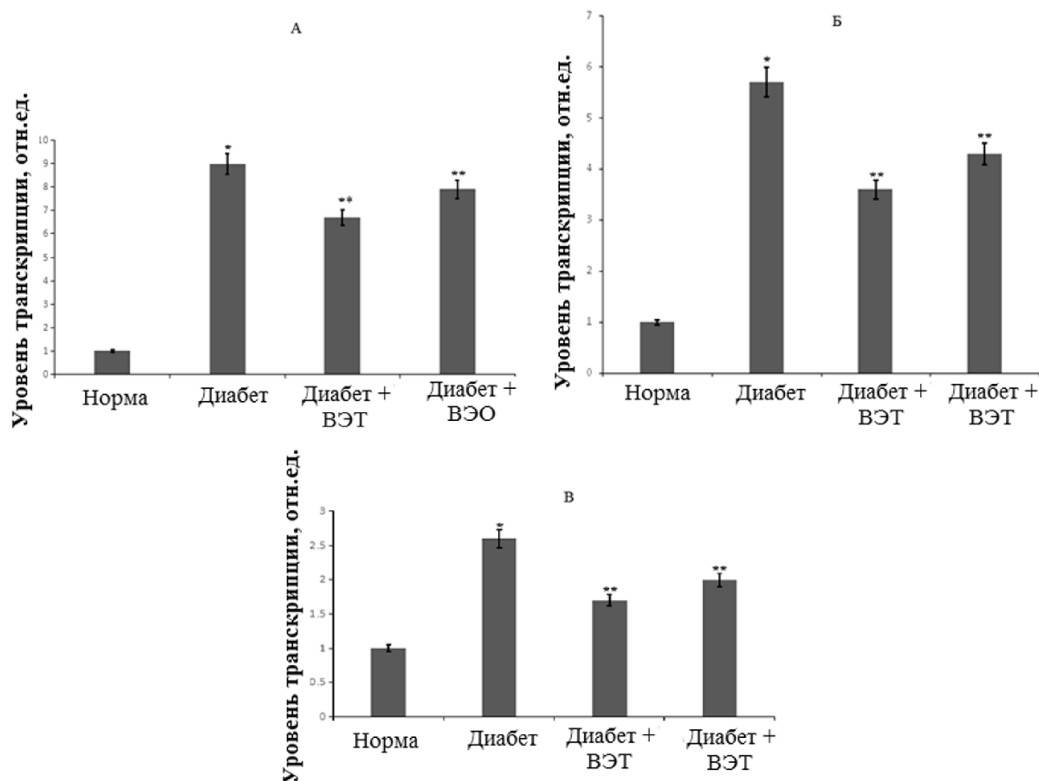 А
Уровень транскрипции, отн.ед.
10
9
8
7
6
5
4
3
2
1
0
*
**
**
Норма
Диабет
Диабет +
ВЭТ
Диабет +
ВЭО
Б
Уровень транскрипции, отн.ед.
7
6
5
4
3
2
1
0
*
**
**
Норма
Диабет
Диабет +
ВЭТ
Диабет +
ВЭТ
В
Уровень транскрипции, отн.ед.
3
2.5
2
1.5
1
0.5
0
*
**
**
Норма
Диабет
Диабет +
ВЭТ
Диабет +
ВЭТ